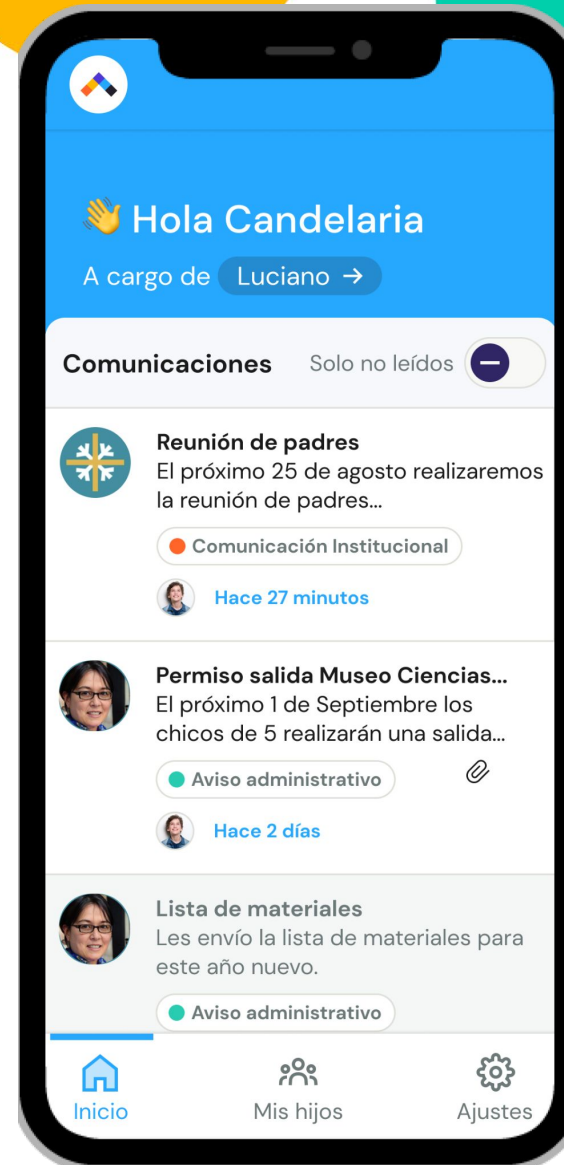 Hola Candelaria
A cargo de Luciano →
Comunicaciones Solo no leídos
Reunión de padres
El próximo 25 de agosto realizaremos
la reunión de padres...
Comunicación Institucional
Hace 27 minutos
Permiso salida Museo Ciencias...
El próximo 1 de Septiembre los
chicos de 5 realizarán una salida...
Aviso administrativo
Hace 2 días
Lista de materiales
Les envío la lista de materiales para
este año nuevo.
Aviso administrativo
Inicio Mis hijos Ajustes